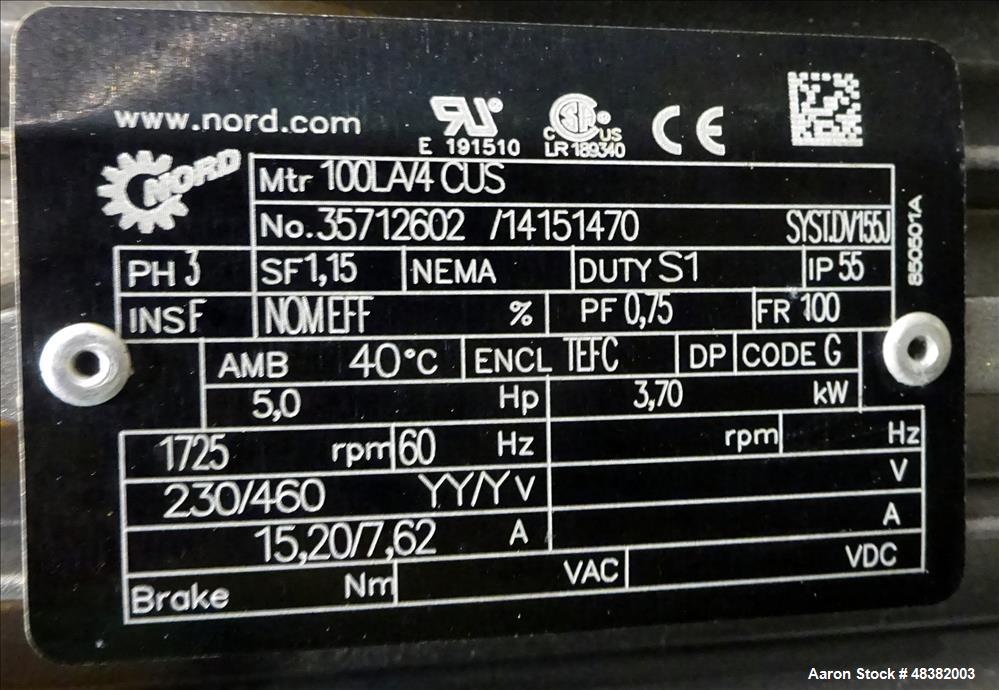 www.nord.com
E 191510
C US
LR 189340
CE
NORD
Mtr 100LA/4 CUS
No. 35712602 /14151470 SYST.DV155J
PH 3 SF 1,15 NEMA DUTY S1 IP 55
INS F NOM EFF % PF 0,75 FR 100
AMB 40°C ENCL TEFC DP CODE G
5,0 Hp 3,70 kW
1725 rpm 60 Hz rpm Hz
230/460 YY/Y V V
15,20/7,62 A A
Brake Nm VAC VDC
850501A
Aaron Stock # 48382003